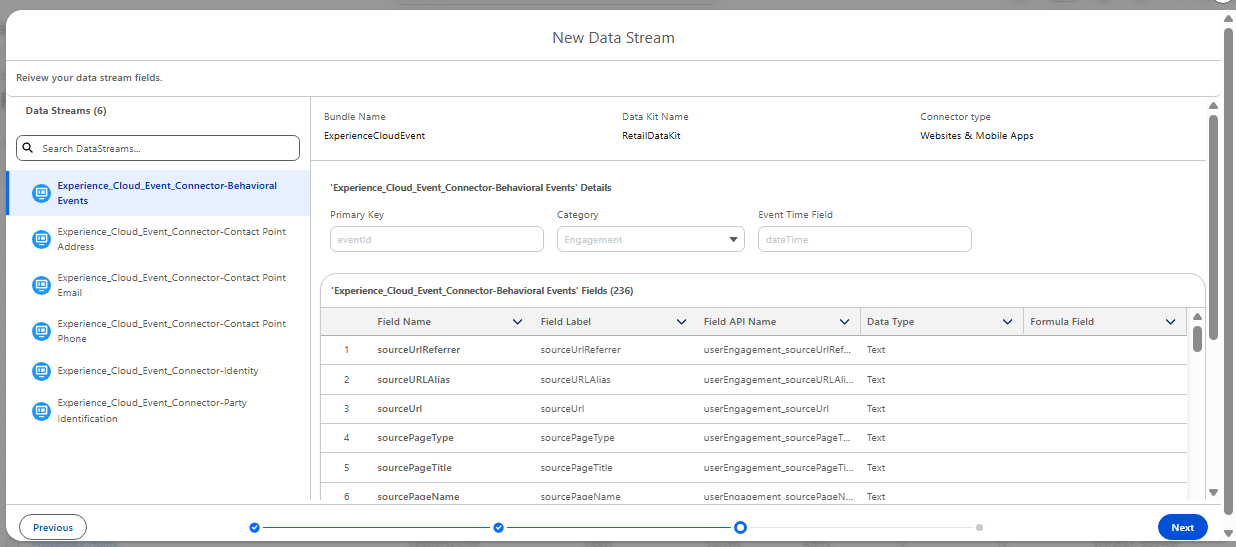 New Data Stream
Reivew your data stream fields.
Data Streams (6)
Search DataStreams...
Experience_Cloud_Event_Connector-Behavioral
Events
Experience_Cloud_Event_Connector-Contact Point
Address
Experience_Cloud_Event_Connector-Contact Point
Email
Experience_Cloud_Event_Connector-Contact Point
Phone
Experience_Cloud_Event_Connector-Identity
Experience_Cloud_Event_Connector-Party
Identification
Bundle Name Data Kit Name Connector type
ExperienceCloudEvent RetailDataKit Websites & Mobile Apps
'Experience_Cloud_Event_Connector-Behavioral Events' Details
Primary Key Category Event Time Field
eventId Engagement dateTime
'Experience_Cloud_Event_Connector-Behavioral Events' Fields (236)
Field Name Field Label Field API Name Data Type Formula Field
1 sourceUrlReferrer sourceUrlReferrer userEngagement_sourceUrlRef... Text
2 sourceURLAlias sourceURLAlias userEngagement_sourceURLAli... Text
3 sourceUrl sourceUrl userEngagement_sourceUrl Text
4 sourcePageType sourcePageType userEngagement_sourcePageT... Text
5 sourcePageTitle sourcePageTitle userEngagement_sourcePageTi... Text
6 sourcePageName sourcePageName userEngagement_sourcePageN... Text
Previous Next